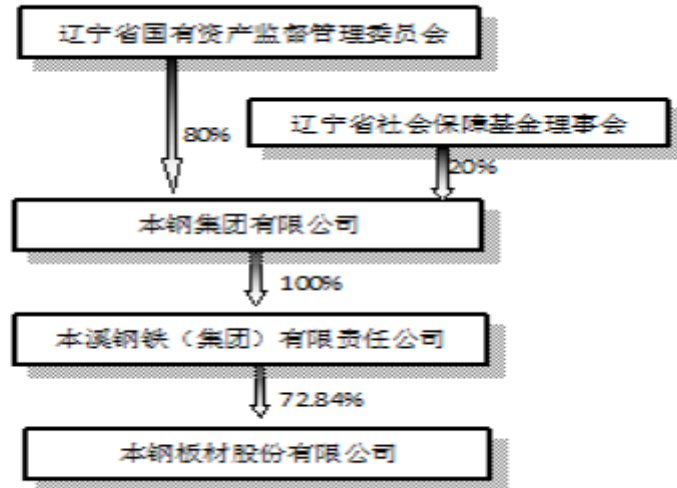 辽宁省国有资产监督管理委员会
80%
辽宁省社会保障基金理事会
20%
本钢集团有限公司
100%
本溪钢铁（集团）有限责任公司
72.84%
本钢板材股份有限公司